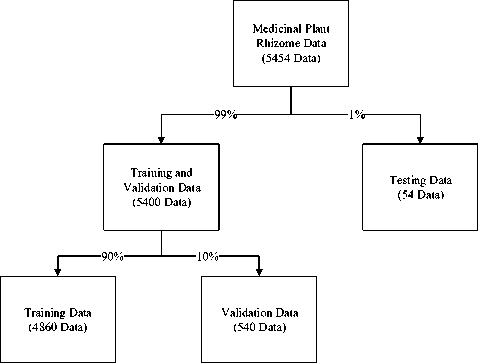 Medicinal Plant
Rhizome Data
(5454 Data)
99%
1%
Training and
Validation Data
(5400 Data)
Testing Data
(54 Data)
90%
10%
Training Data
(4860 Data)
Validation Data
(540 Data)